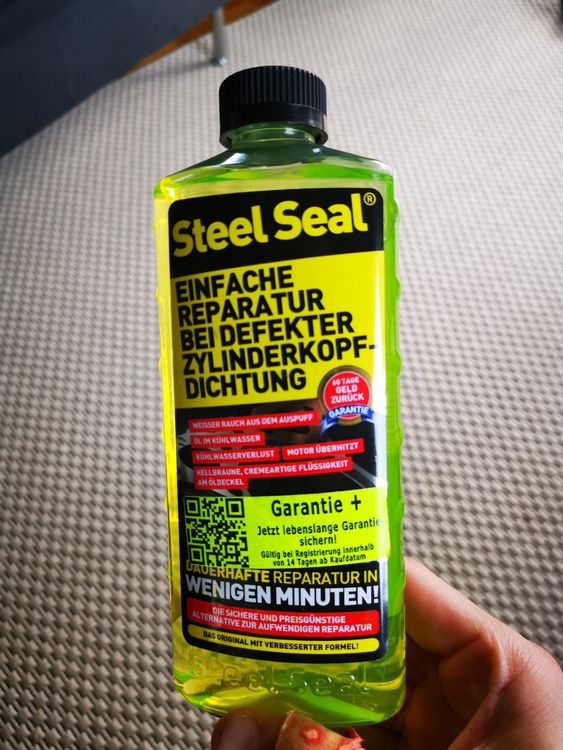 Steel Seal®
EINFACHE
REPARATUR
BEI DEFEKTER
ZYLINDERKOPF-
DICHTUNG
60 TAGE
GELD
ZURÜCK
GARANTIE
WEISSER RAUCH AUS DEM AUSPUFF
ÖL IM KÜHLWASSER
KÜHLWASSERVERLUST
MOTOR ÜBERHITZT
HELLBRAUNE, CREMEARTIGE FLÜSSIGKEIT
AM ÖLDECKEL
Garantie +
Jetzt lebenslange Garantie
sichern!
Gültig bei Registrierung innerhalb
von 14 Tagen ab Kaufdatum
DAUERHAFTE REPARATUR IN
WENIGEN MINUTEN!
DIE SICHERE UND PREISGÜNSTIGE
ALTERNATIVE ZUR AUFWENDIGEN REPARATUR
DAS ORIGINAL MIT VERBESSERTER FORMEL!
Steel Seal